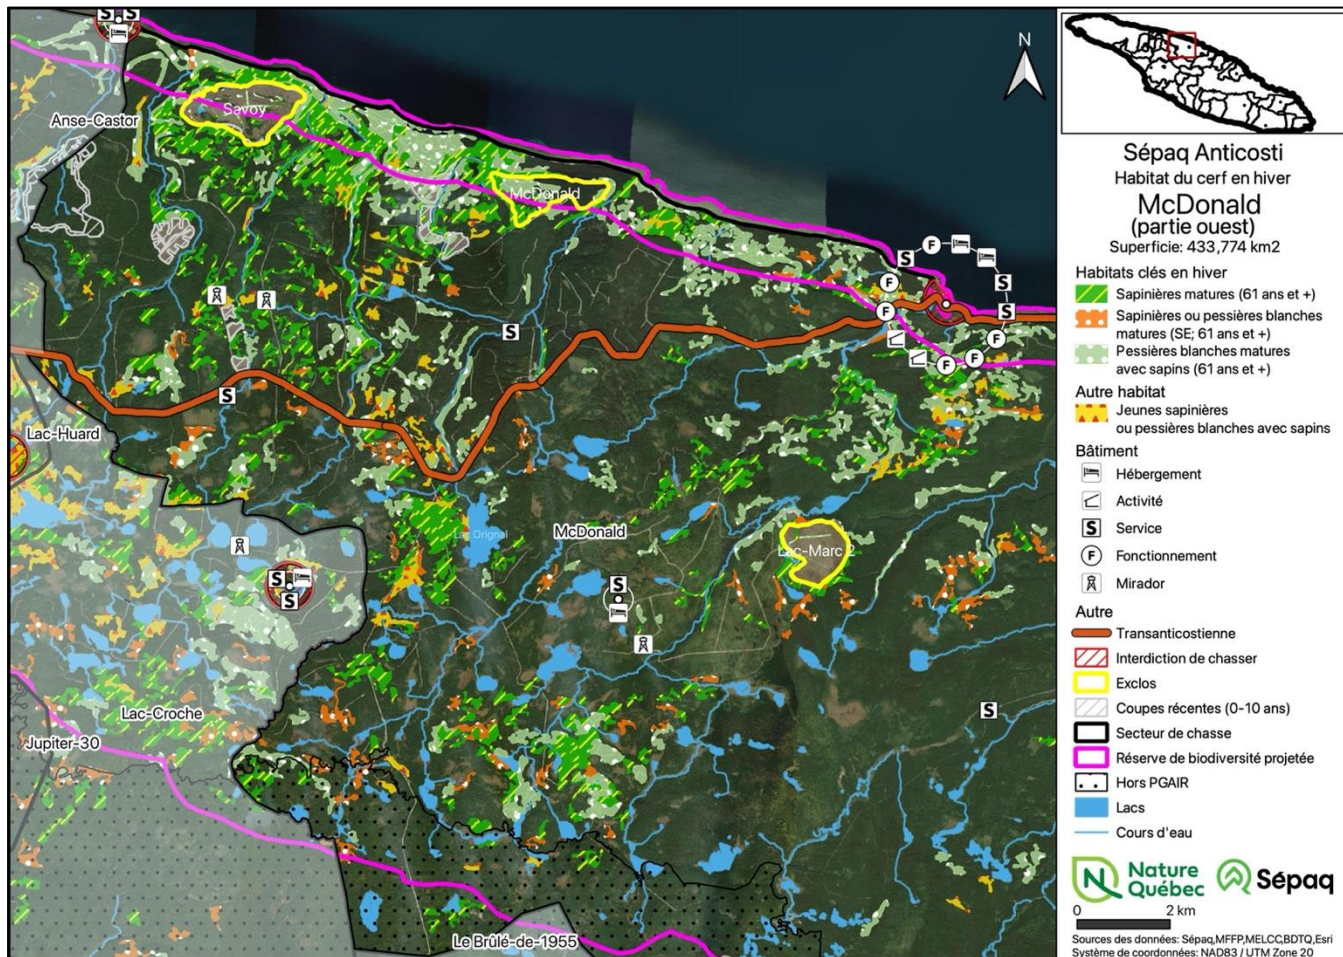 S S
Anse-Castor
Savoy
McDonald
N
F
S
S
F
S
F
F
S
F
F
S
Lac-Huard
Lac Orignal
McDonald
Lac-Marc 2
S
S
S
S
Lac-Croche
S
Jupiter-30
Le Brûlé-de-1955
Sépaq Anticosti
Habitat du cerf en hiver
McDonald
(partie ouest)
Superficie: 433,774 km2
Habitats clés en hiver
Sapinières matures (61 ans et +)
Sapinières ou pessières blanches
matures (SE; 61 ans et +)
Pessières blanches matures
avec sapins (61 ans et +)
Autre habitat
Jeunes sapinières
ou pessières blanches avec sapins
Bâtiment
Hébergement
Activité
S Service
F Fonctionnement
Mirador
Autre
Transanticostienne
Interdiction de chasser
Exclos
Coupes récentes (0-10 ans)
Secteur de chasse
Réserve de biodiversité projetée
Hors PGAIR
Lacs
Cours d'eau
Nature
Québec
Sépaq
0 2 km
Sources des données: Sépaq,MFFP,MELCC,BDTQ,Esri
Système de coordonnées: NAD83 / UTM Zone 20